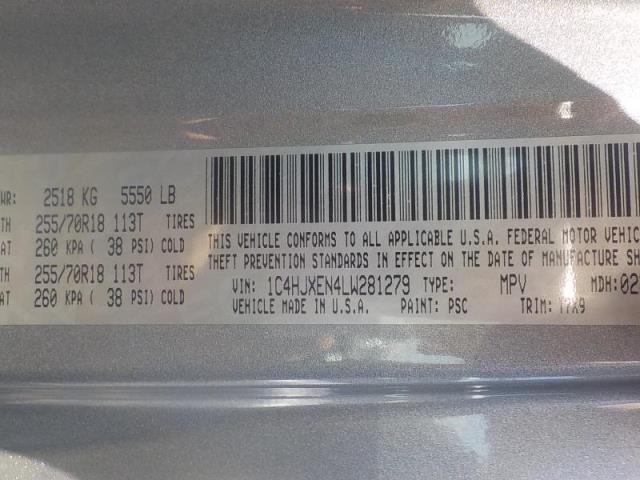 WR: 2518 KG 5550 LB
TH 255/70R18 113T TIRES
AT 260 KPA ( 38 PSI) COLD
TH 255/70R18 113T TIRES
AT 260 KPA ( 38 PSI) COLD
THIS VEHICLE CONFORMS TO ALL APPLICABLE U.S.A. FEDERAL MOTOR VEHIC
THEFT PREVENTION STANDARDS IN EFFECT ON THE DATE OF MANUFACTURE SH
VIN: 1C4HJXEN4LW281279 TYPE: MPV MDH:02
VEHICLE MADE IN U.S.A. PAINT: PSC TRIM: